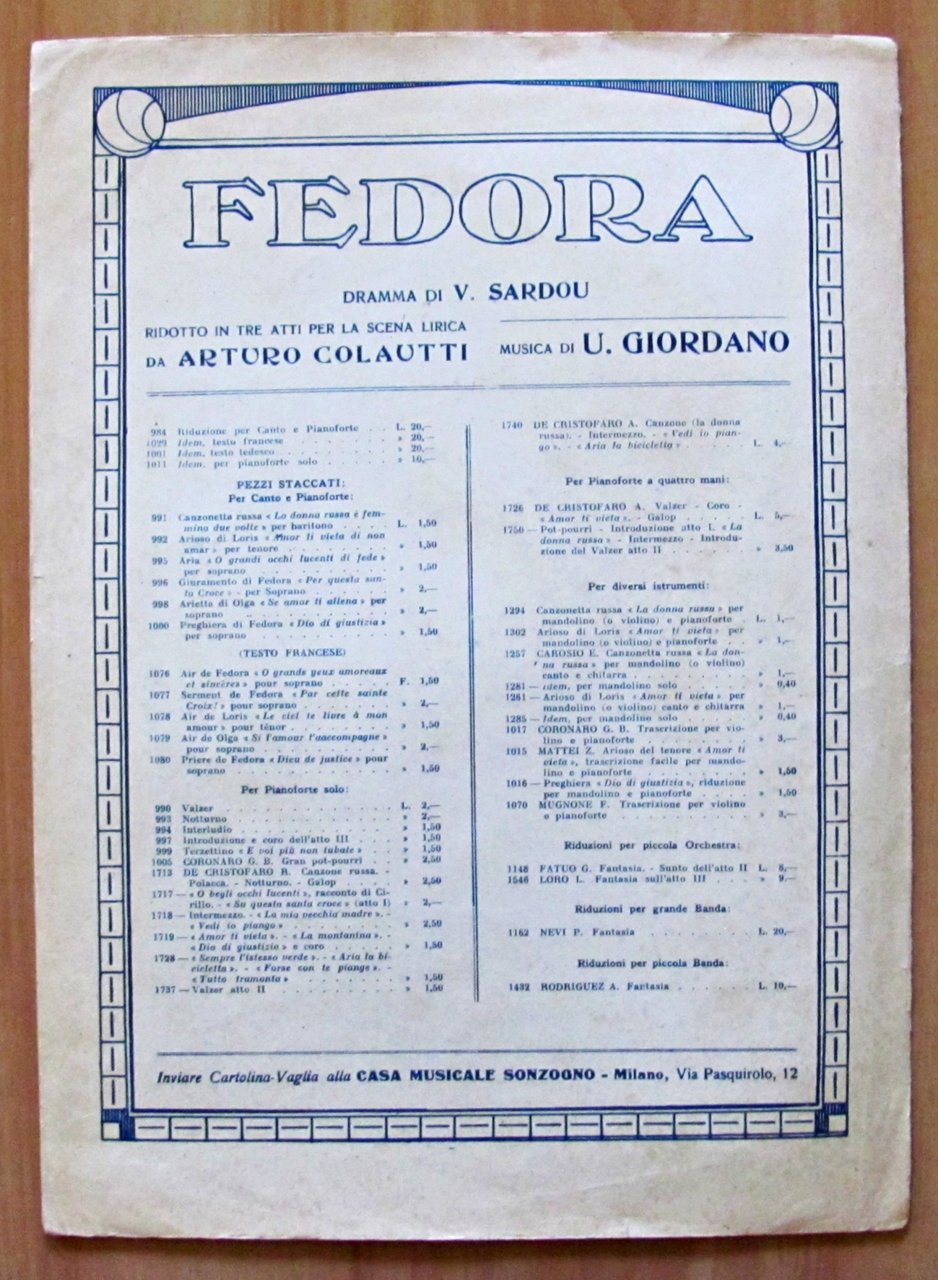 FEDORA
DRAMMA DI V. SARDOU
RIDOTTO IN TRE ATTI PER LA SCENA LIRICA
DA ARTURO COLAUTTI
MUSICA DI U. GIORDANO
984 Riduzione per Canto e Pianoforte . . L. 20,—
1029 Idem, testo francese . . . . . » 20,—
1001 Idem, testo tedesco . . . . . » 20,—
1011 Idem, per pianoforte solo . . . . » 10,—
PEZZI STACCATI:
Per Canto e Pianoforte:
991 Canzonetta russa « La donna russa è fem-
mina due volte » per baritono . . . . L. 1,50
992 Arioso di Loris « Amor ti vieta di non
amar » per tenore . . . . . . » 1,50
995 Aria « O grandi occhi lucenti di fede »
per soprano . . . . . . . » 1,50
996 Giuramento di Fedora « Per questa san-
ta Croce » - per Soprano . . . . » 2,—
998 Arietta di Olga « Se amor ti allena » per
soprano . . . . . . . . » 2,—
1000 Preghiera di Fedora « Dio di giustizia »
per soprano . . . . . . . » 1,50
(TESTO FRANCESE)
1076 Air de Fedora « O grands yeux amoreaux
et sincères » pour soprano . . . . F. 1,50
1077 Serment de Fedora « Par cette sainte
Croix! » pour soprano . . . . . » 2,—
1078 Air de Loris « Le ciel te livre à mon
amour » pour ténor . . . . . » 1,50
1079 Air de Olga « Si l'amour t'aaccompagne »
pour soprano . . . . . . . » 2,—
1080 Priere de Fedora « Dieu de justice » pour
soprano . . . . . . . . » 1,50
Per Pianoforte solo:
990 Valzer . . . . . . . . L. 2,—
993 Notturno . . . . . . . . » 2,—
994 Interludio . . . . . . . » 1,50
997 Introduzione e coro dell'atto III . . . » 1,50
999 Terzettino « E voi più non tubate » . . » 1,50
1005 CORONARO G. B. Gran pot-pourri . . » 2,50
1713 DE CRISTOFARO R. Canzone russa. -
Polacca. - Notturno. - Galop . . . . » 2,50
1717 — « O begli occhi lucenti », racconto di Ci-
rillo. - « Su questa santa croce » (atto I) » 2,—
1718 — Intermezzo. - « La mia vecchia madre ». -
« Vedi io piango » . . . . . . » 2,50
1719 — « Amor ti vieta ». - « La montanina ». -
« Dio di giustizia » e coro . . . . » 1,50
1728 — « Sempre l'istesso verde ». - « Aria la bi-
cicletta ». - « Forse con te piange ». -
« Tutto tramonta » . . . . . . » 1,50
1737 — Valzer atto II . . . . . . » 1,50
1740 DE CRISTOFARO A. Canzone (la donna
russa). - Intermezzo. - « Vedi io pian-
go ». - « Aria la bicicletta » . . . . L. 4,—
Per Pianoforte a quattro mani:
1726 DE CRISTOFARO A. Valzer - Coro -
« Amor ti vieta ». - Galop . . . . L. 5,—
1750 — Pot-pourri - Introduzione atto I. « La
donna russa » - Intermezzo - Introdu-
zione del Valzer atto II . . . . . » 3,50
Per diversi istrumenti:
1294 Canzonetta russa « La donna russa » per
mandolino (o violino) e pianoforte . L. 1,—
1302 Arioso di Loris « Amor ti vieta » per
mandolino (o violino) e pianoforte . . » 1,—
1257 CAROSIO E. Canzonetta russa « La don-
na russa » per mandolino (o violino)
canto e chitarra . . . . . . » 1,—
1281 — idem, per mandolino solo . . . . » 0,40
1261 — Arioso di Loris « Amor ti vieta » per
mandolino (o violino) canto e chitarra . » 1,—
1285 — Idem, per mandolino solo . . . . » 0,40
1017 CORONARO G. B. Trascrizione per vio-
lino e pianoforte . . . . . . » 3,—
1015 MATTEI Z. Arioso del tenore « Amor ti
vieta », trascrizione facile per mando-
lino e pianoforte . . . . . . » 1,50
1016 — Preghiera « Dio di giustizia », riduzione
per mandolino e pianoforte . . . . » 1,50
1070 MUGNONE F. Trascrizione per violino
e pianoforte . . . . . . . » 3,—
Riduzioni per piccola Orchestra:
1148 FATUO G. Fantasia. - Sunto dell'atto II L. 8,—
1546 LORO L. Fantasia sull'atto III . . . » 9,—
Riduzioni per grande Banda:
1162 NEVI P. Fantasia . . . . . . L. 20,—
Riduzioni per piccola Banda:
1432 RODRIGUEZ A. Fantasia . . . . . L. 10,—
Inviare Cartolina-Vaglia alla CASA MUSICALE SONZOGNO - Milano, Via Pasquirolo, 12